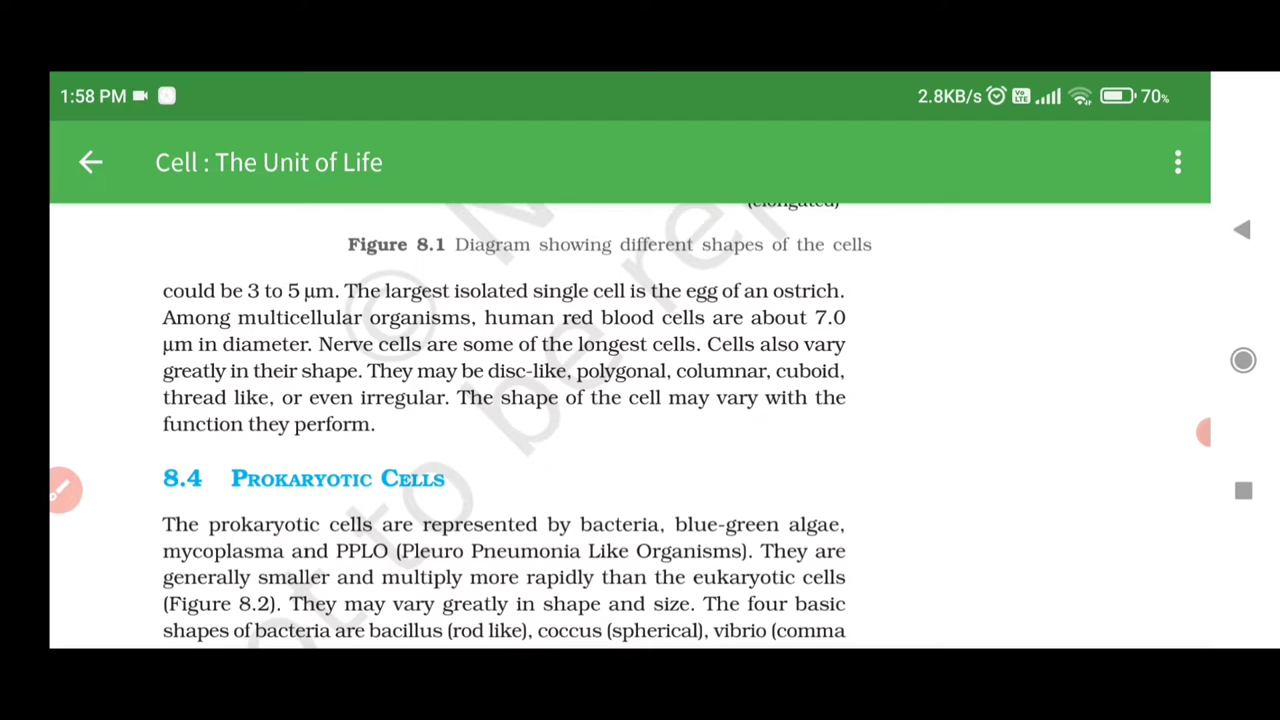 1:58 PM 2.8KB/s Vo LTE 70%
Cell : The Unit of Life
(elongated)
Figure 8.1 Diagram showing different shapes of the cells
could be 3 to 5 μm. The largest isolated single cell is the egg of an ostrich.
Among multicellular organisms, human red blood cells are about 7.0
μm in diameter. Nerve cells are some of the longest cells. Cells also vary
greatly in their shape. They may be disc-like, polygonal, columnar, cuboid,
thread like, or even irregular. The shape of the cell may vary with the
function they perform.
8.4 PROKARYOTIC CELLS
The prokaryotic cells are represented by bacteria, blue-green algae,
mycoplasma and PPLO (Pleuro Pneumonia Like Organisms). They are
generally smaller and multiply more rapidly than the eukaryotic cells
(Figure 8.2). They may vary greatly in shape and size. The four basic
shapes of bacteria are bacillus (rod like), coccus (spherical), vibrio (comma
© N
not to be re